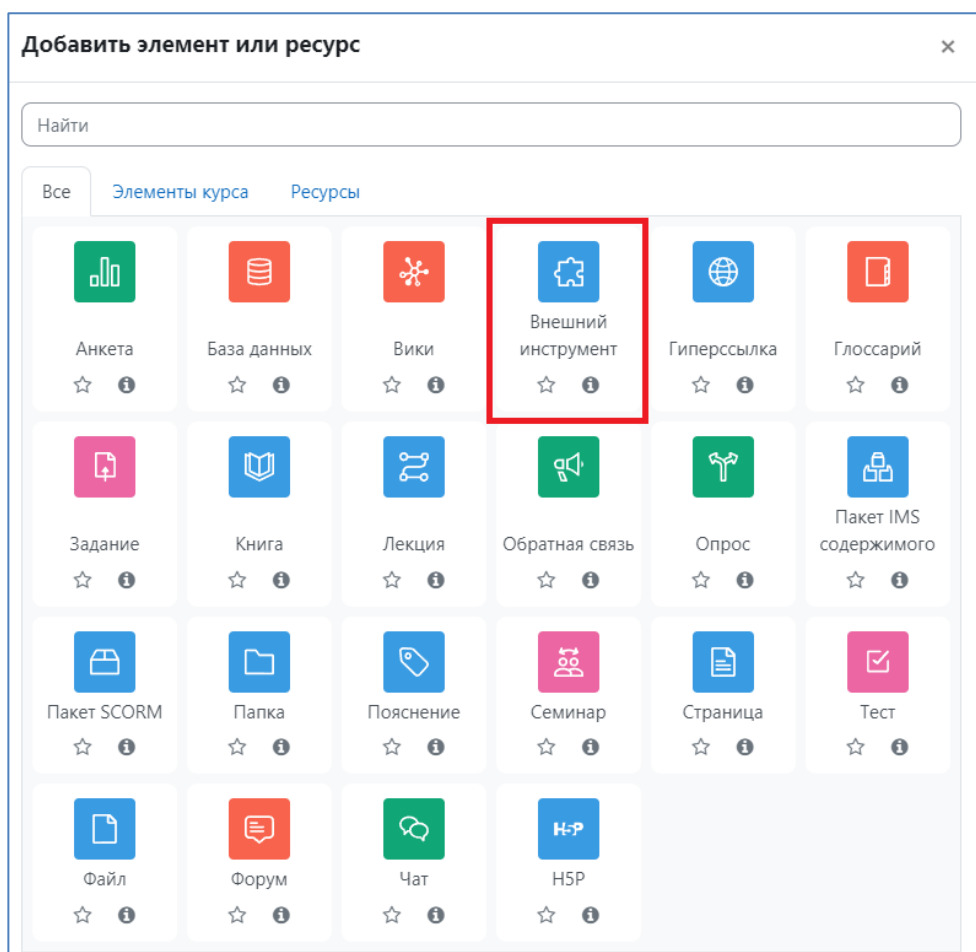 Добавить элемент или ресурс
Найти
Все Элементы курса Ресурсы
Анкета
База данных
Вики
Внешний
инструмент
Гиперссылка
Глоссарий
Задание
Книга
Лекция
Обратная связь
Опрос
Пакет IMS
содержимого
Пакет SCORM
Папка
Пояснение
Семинар
Страница
Тест
Файл
Форум
Чат
H5P
H5P